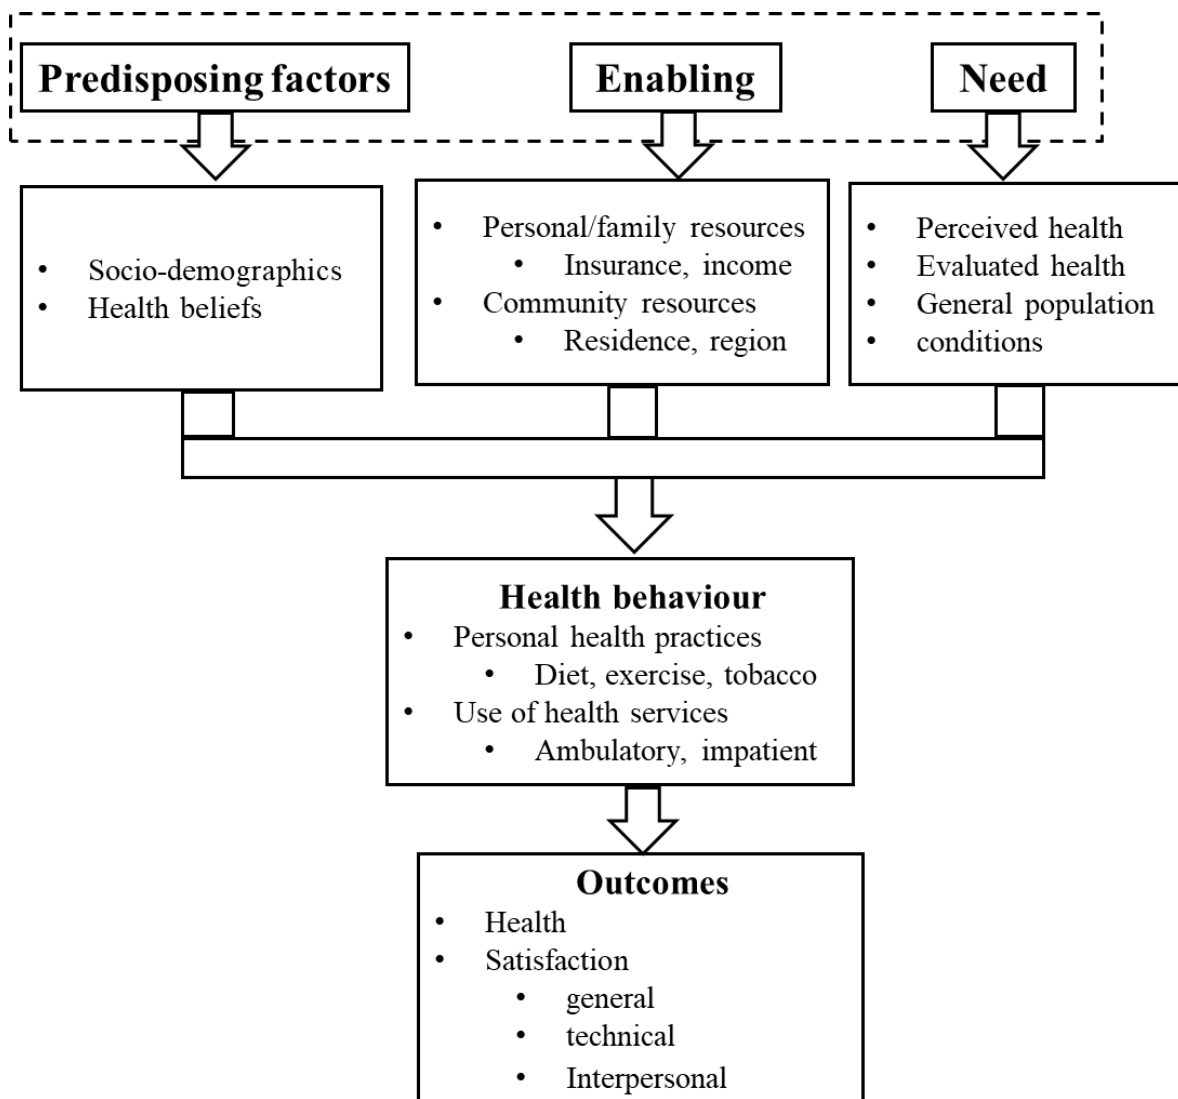 Predisposing factors
Enabling
Need
• Socio-demographics
• Health beliefs
• Personal/family resources
• Insurance, income
• Community resources
• Residence, region
• Perceived health
• Evaluated health
• General population
• conditions
Health behaviour
• Personal health practices
• Diet, exercise, tobacco
• Use of health services
• Ambulatory, impatient
Outcomes
• Health
• Satisfaction
• general
• technical
• Interpersonal